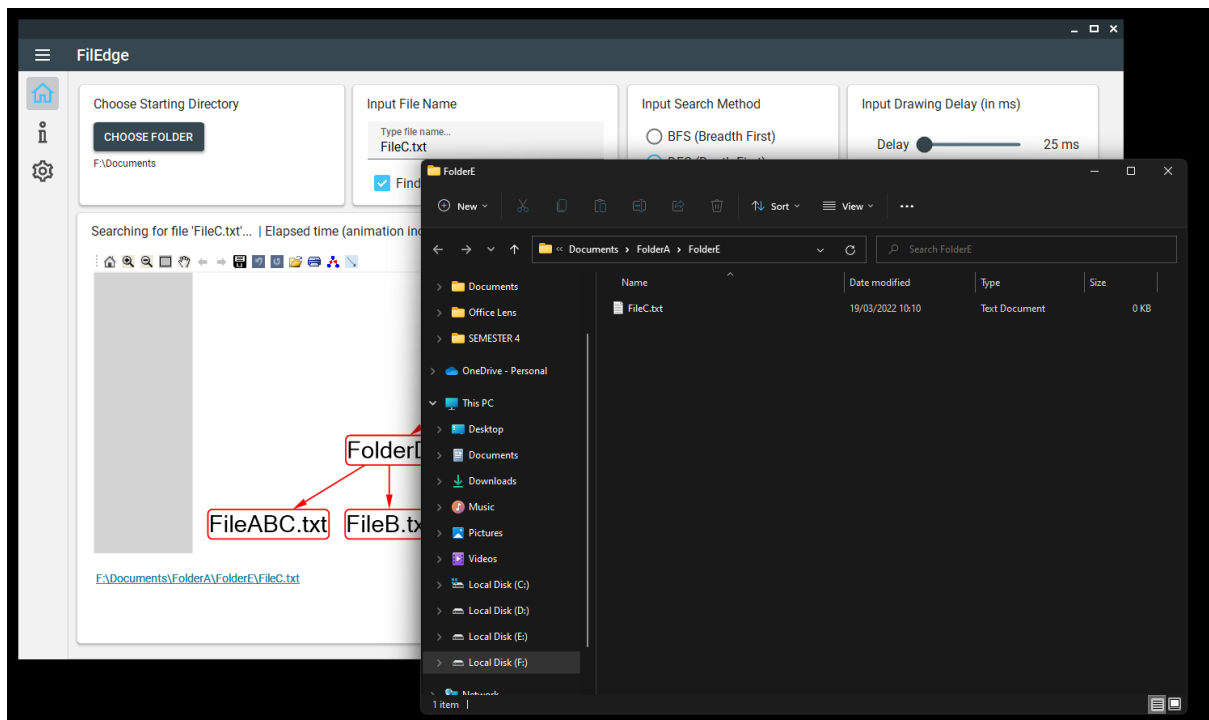 FilEdge
Choose Starting Directory
CHOOSE FOLDER
F:\Documents
Input File Name
Type file name...
FileC.txt
Find
Input Search Method
BFS (Breadth First)
Input Drawing Delay (in ms)
Delay
25 ms
Searching for file 'FileC.txt'... | Elapsed time (animation inc
Folder
FileABC.txt
FileB.tx
F:\Documents\FolderA\FolderE\FileC.txt
FolderE
New
Sort
View
« Documents > FolderA > FolderE
Search FolderE
Name
Date modified
Type
Size
FileC.txt
19/03/2022 10:10
Text Document
0 KB
Documents
Office Lens
SEMESTER 4
OneDrive - Personal
This PC
Desktop
Documents
Downloads
Music
Pictures
Videos
Local Disk (C:)
Local Disk (D:)
Local Disk (E:)
Local Disk (F:)
Network
1 item